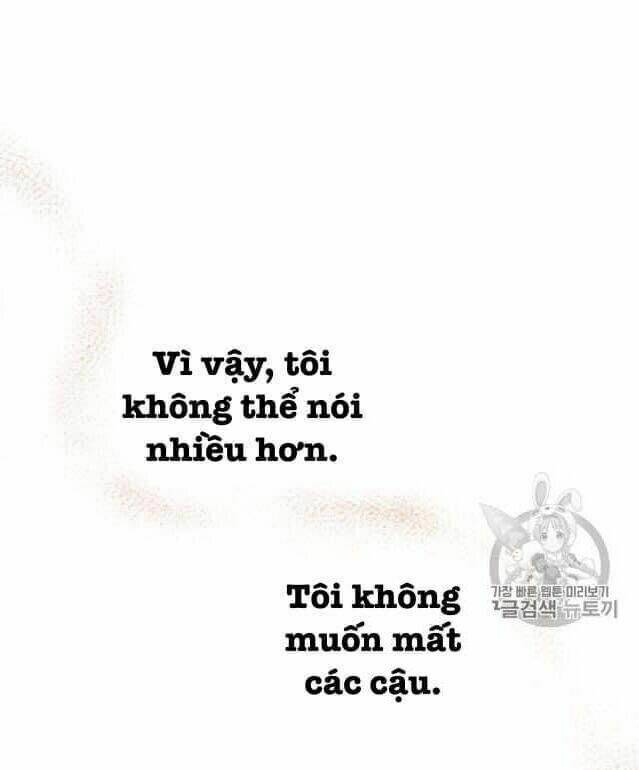 Vì vậy, tôi
không thể nói
nhiều hơn.
가장 빠른 웹툰 미리보기
글검색 뉴토끼
Tôi không
muốn mất
các cậu.